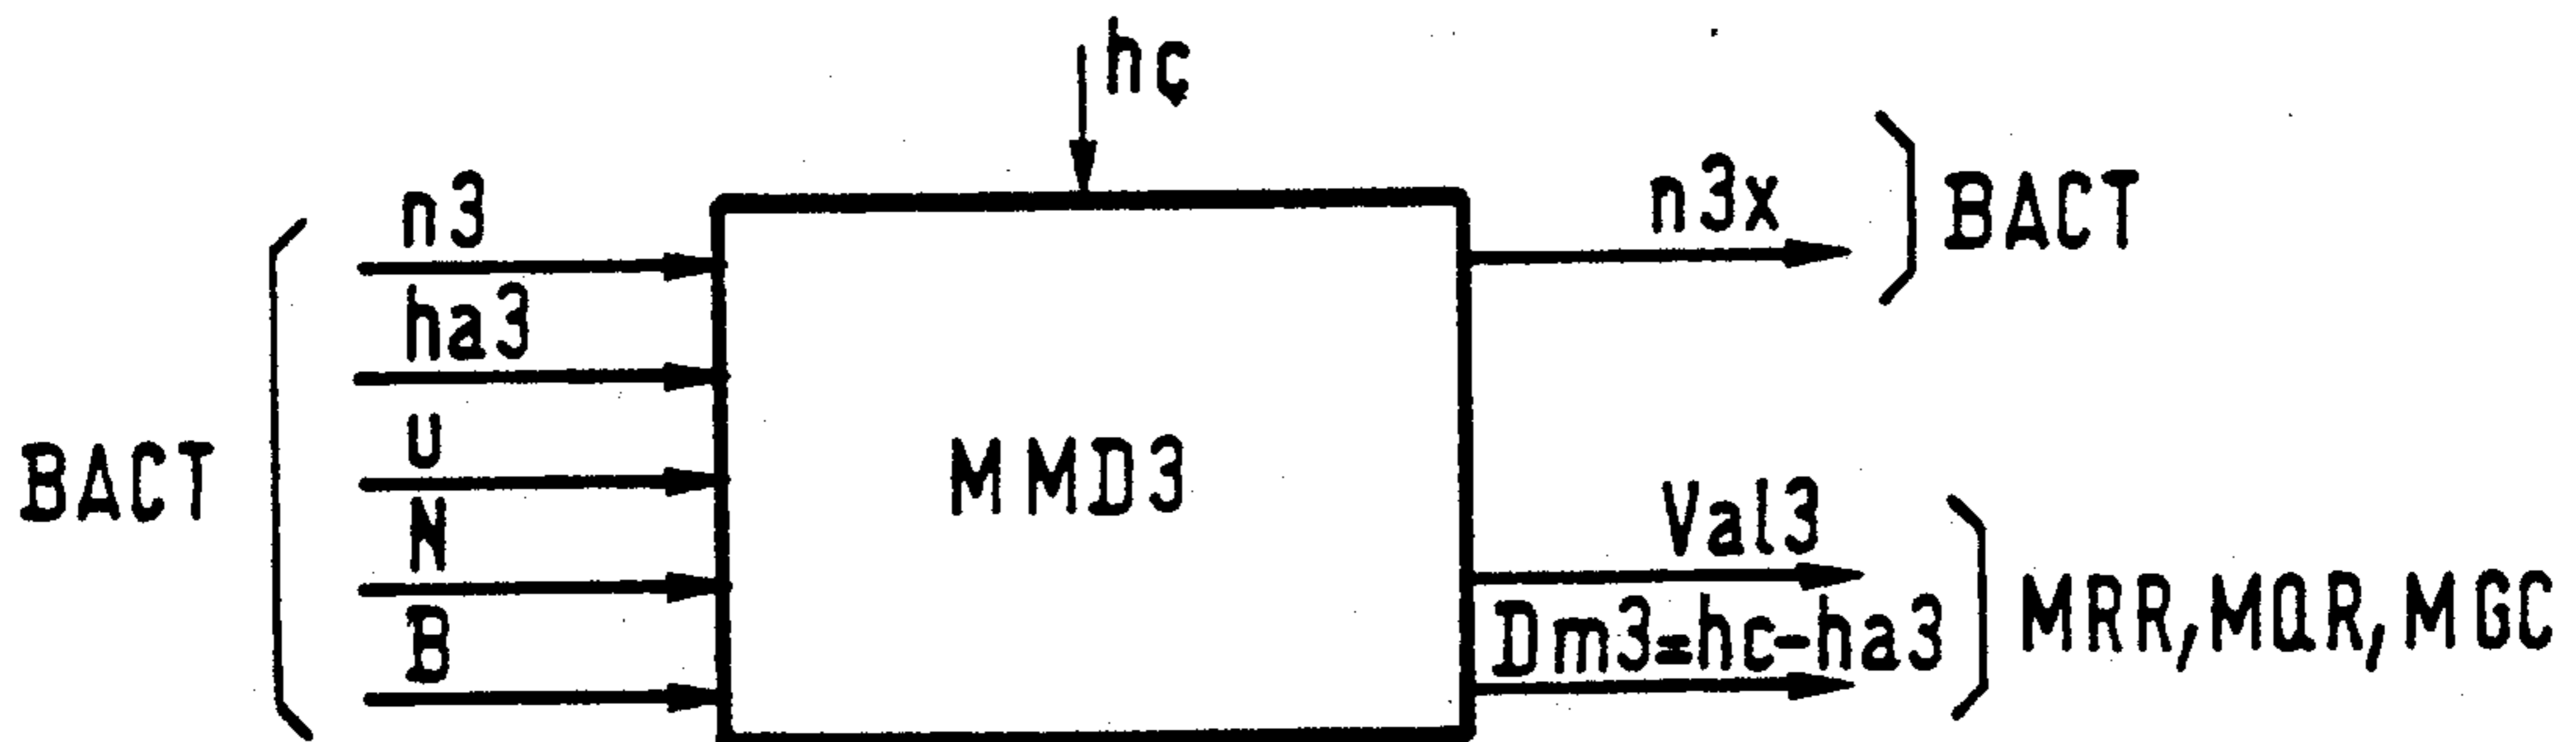 hc
n3
ha3
U
N
B
BACT
MMD3
n3x
BACT
Val3
Dm3=hc-ha3
MRR,MQR,MGC